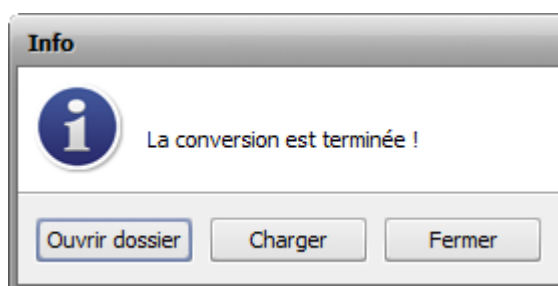 Info
La conversion est terminée !
Ouvrir dossier Charger Fermer